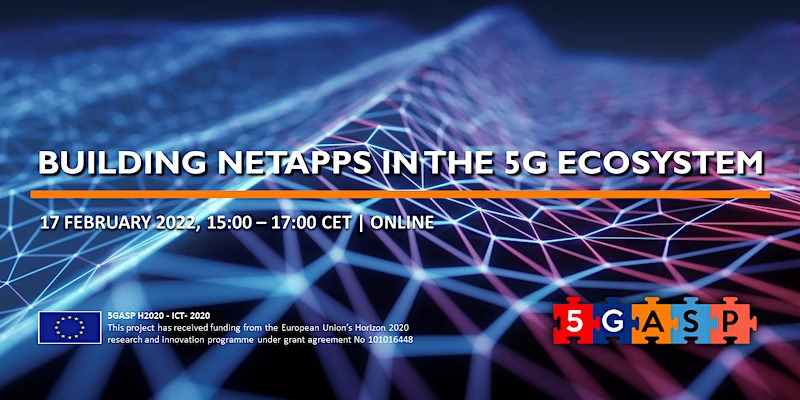 BUILDING NETAPPS IN THE 5G ECOSYSTEM
17 FEBRUARY 2022, 15:00 – 17:00 CET | ONLINE
5GASP H2020 - ICT- 2020
This project has received funding from the European Union's Horizon 2020
research and innovation programme under grant agreement No 101016448
5GASP